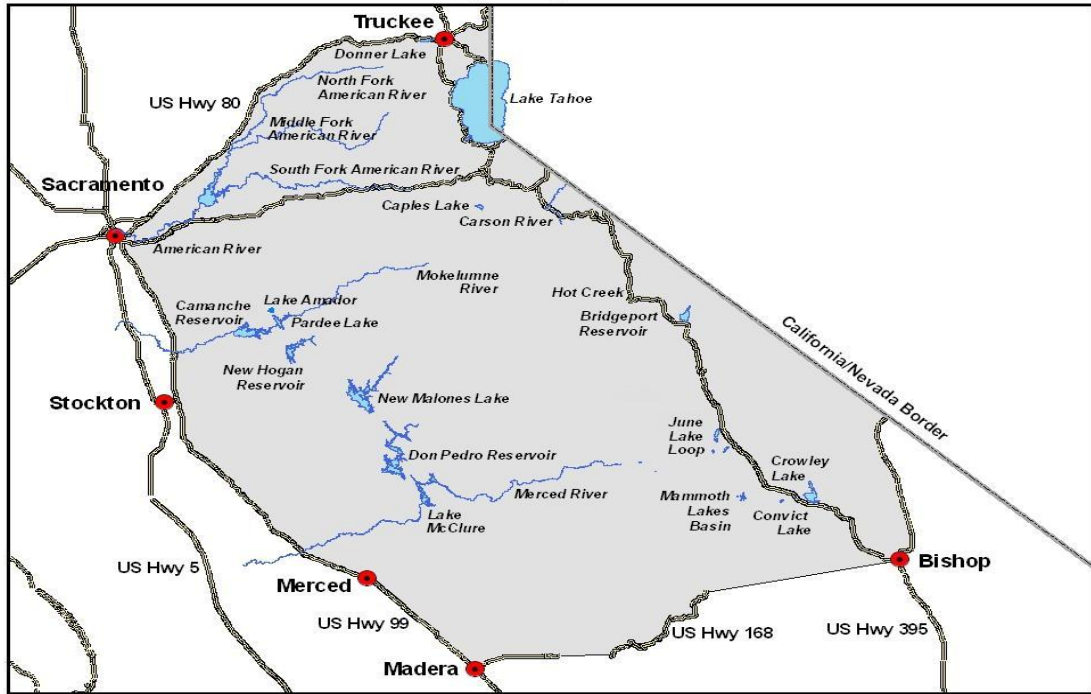 Truckee
Donner Lake
North Fork
American River
Lake Tahoe
US Hwy 80
Middle Fork
American River
South Fork American River
Sacramento
Caples Lake
Carson River
American River
Mokelumne
River
Hot Creek
Lake Amador
Camanche
Reservoir
Pardee Lake
Bridgeport
Reservoir
California/Nevada Border
New Hogan
Reservoir
New Malones Lake
Stockton
June
Lake
Loop
Don Pedro Reservoir
Crowley
Lake
Merced River
Mammoth
Lakes
Basin
Convict
Lake
Lake
McClure
US Hwy 5
Bishop
Merced
US Hwy 99
US Hwy 168
US Hwy 395
Madera